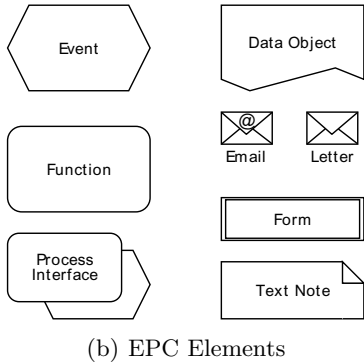 Event
Data Object
@
Email
Letter
Function
Form
Process
Interface
Text Note
(b) EPC Elements